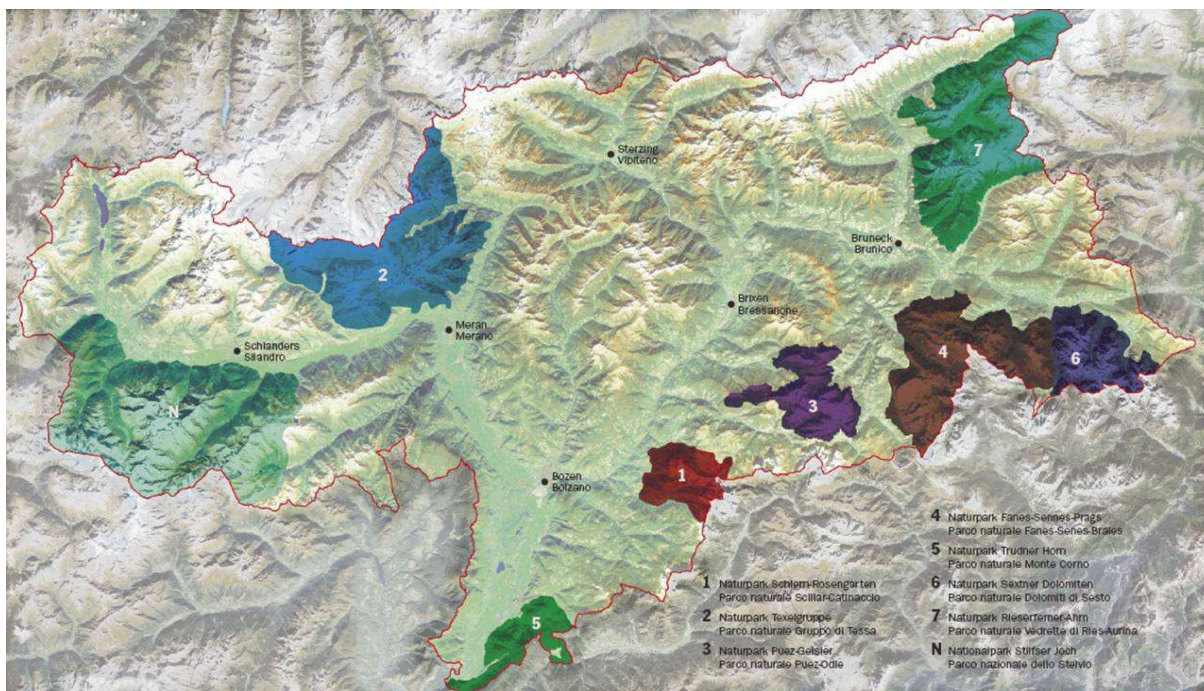 Sterzing
Vipiteno
7
Bruneck
Brunico
2
Brixen
Bressanone
Meran
Merano
Schlanders
Silandro
4
6
3
N
1
Bozen
Bolzano
5
1 Naturpark Schlern-Rosengarten
Parco naturale Sciliar-Catinaccio
2 Naturpark Texelgruppe
Parco naturale Gruppo di Tessa
3 Naturpark Puez-Geisler
Parco naturale Puez-Odle
4 Naturpark Fanes-Sennes-Prags
Parco naturale Fanes-Senes-Braies
5 Naturpark Trudner Horn
Parco naturale Monte Corno
6 Naturpark Sextner Dolomiten
Parco naturale Dolomiti di Sesto
7 Naturpark Rieserferner-Ahrn
Parco naturale Vedrette di Ries-Aurina
N Nationalpark Stilfser Joch
Parco nazionale dello Stelvio